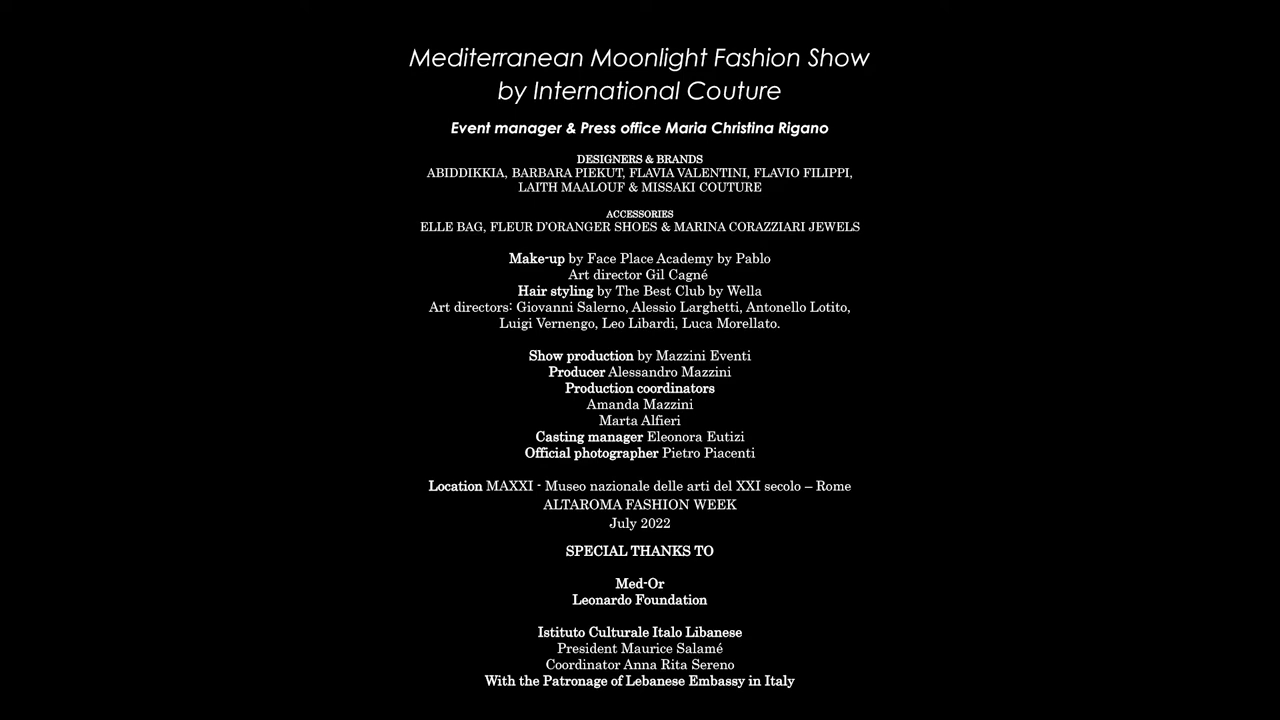 Mediterranean Moonlight Fashion Show
by International Couture
Event manager & Press office Maria Christina Rigano
DESIGNERS & BRANDS
ABIDDIKKIA, BARBARA PIEKUT, FLAVIA VALENTINI, FLAVIO FILIPPI,
LAITH MAALOUF & MISSAKI COUTURE
ACCESSORIES
ELLE BAG, FLEUR D'ORANGER SHOES & MARINA CORAZZIARI JEWELS
Make-up by Face Place Academy by Pablo
Art director Gil Cagné
Hair styling by The Best Club by Wella
Art directors: Giovanni Salerno, Alessio Larghetti, Antonello Lotito,
Luigi Vernengo, Leo Libardi, Luca Morellato.
Show production by Mazzini Eventi
Producer Alessandro Mazzini
Production coordinators
Amanda Mazzini
Marta Alfieri
Casting manager Eleonora Eutizi
Official photographer Pietro Piacenti
Location MAXXI - Museo nazionale delle arti del XXI secolo – Rome
ALTAROMA FASHION WEEK
July 2022
SPECIAL THANKS TO
Med-Or
Leonardo Foundation
Istituto Culturale Italo Libanese
President Maurice Salamé
Coordinator Anna Rita Sereno
With the Patronage of Lebanese Embassy in Italy